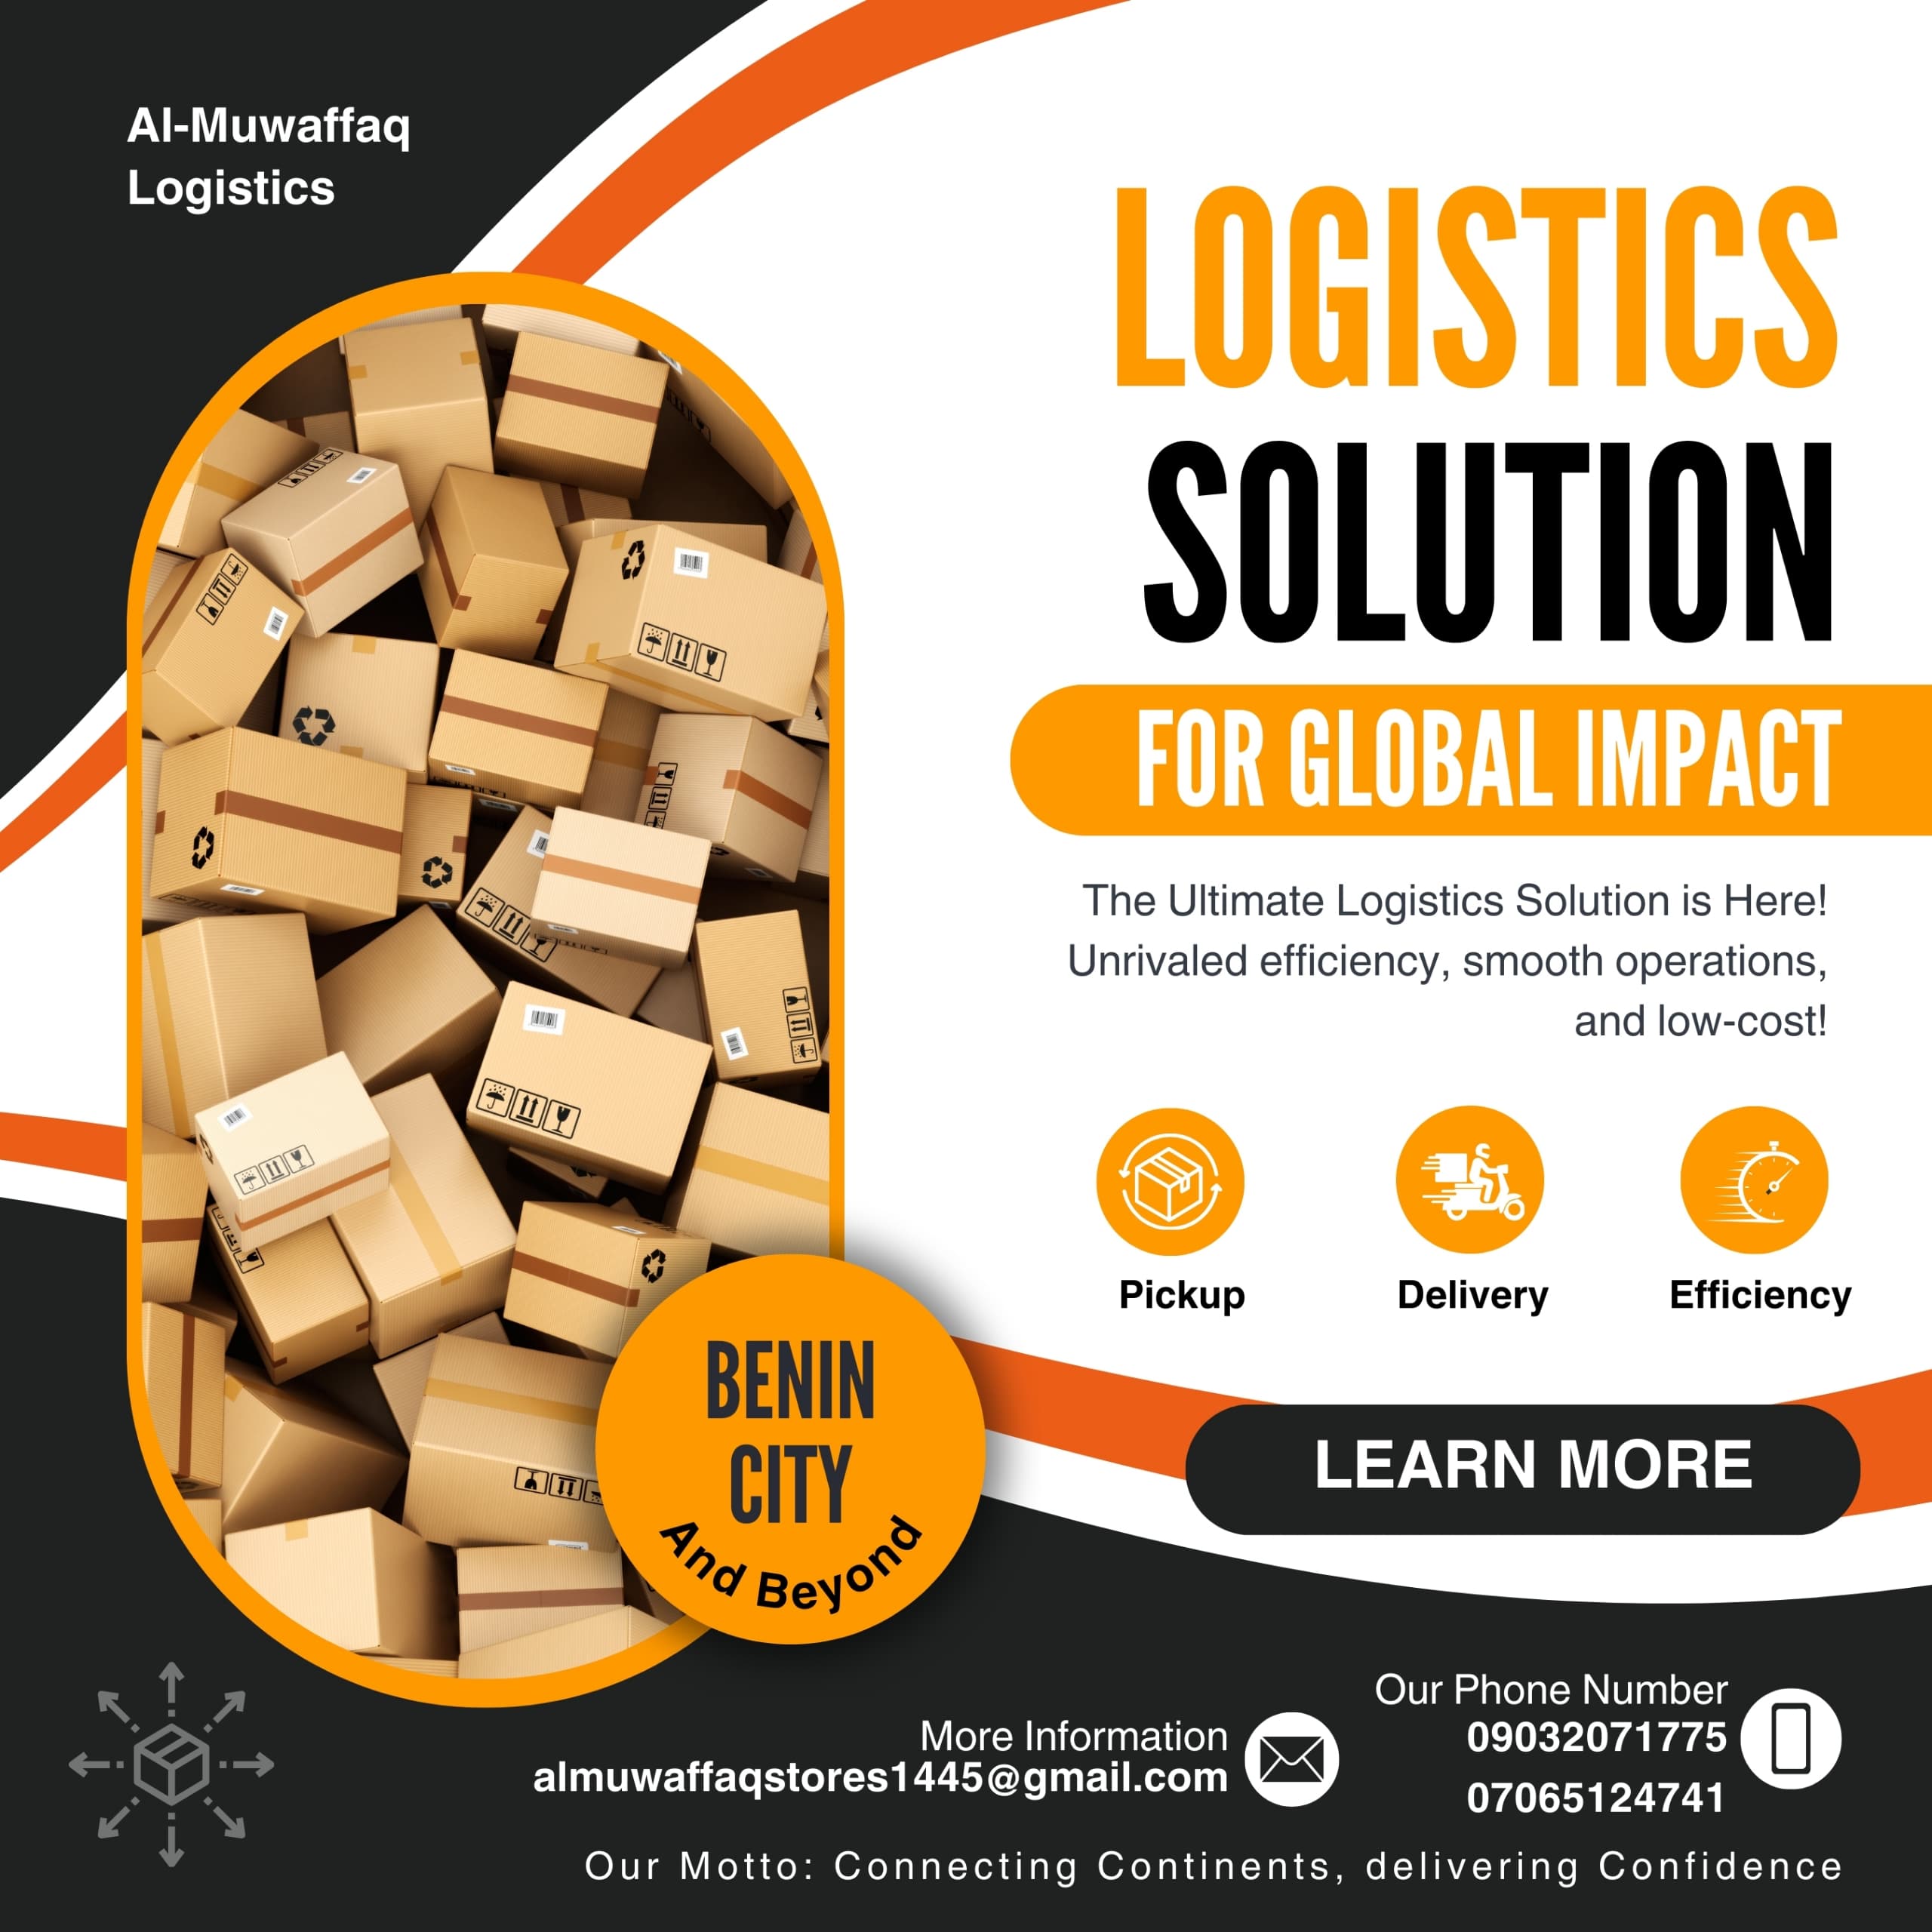 Al-Muwaffaq
Logistics
LOGISTICS
SOLUTION
FOR GLOBAL IMPACT
The Ultimate Logistics Solution is Here!
Unrivaled efficiency, smooth operations,
and low-cost!
Pickup
Delivery
Efficiency
BENIN
CITY
And Beyond
LEARN MORE
More Information
almuwaffaqstores1445@gmail.com
Our Phone Number
09032071775
07065124741
Our Motto: Connecting Continents, delivering Confidence